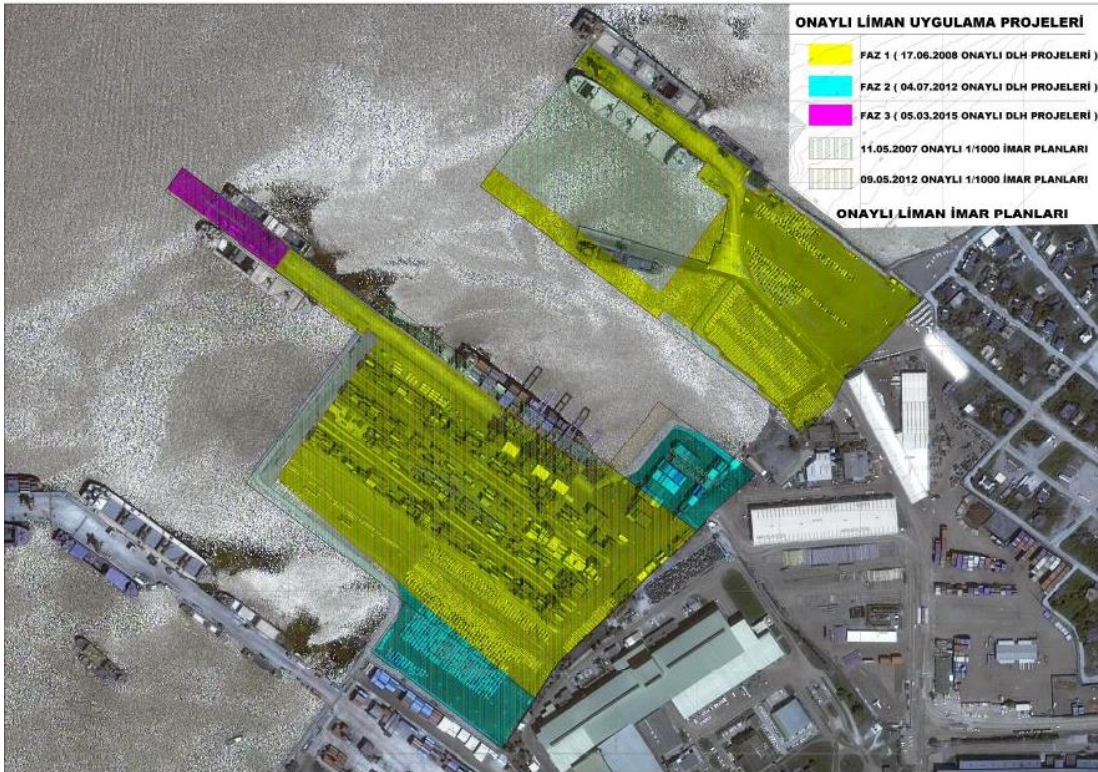 ONAYLI LİMAN UYGULAMA PROJELERİ
FAZ 1 ( 17.06.2008 ONAYLI DLH PROJELERİ )
FAZ 2 ( 04.07.2012 ONAYLI DLH PROJELERİ )
FAZ 3 ( 05.03.2015 ONAYLI DLH PROJELERİ )
11.05.2007 ONAYLI 1/1000 İMAR PLANLARI
09.05.2012 ONAYLI 1/1000 İMAR PLANLARI
ONAYLI LİMAN İMAR PLANLARI